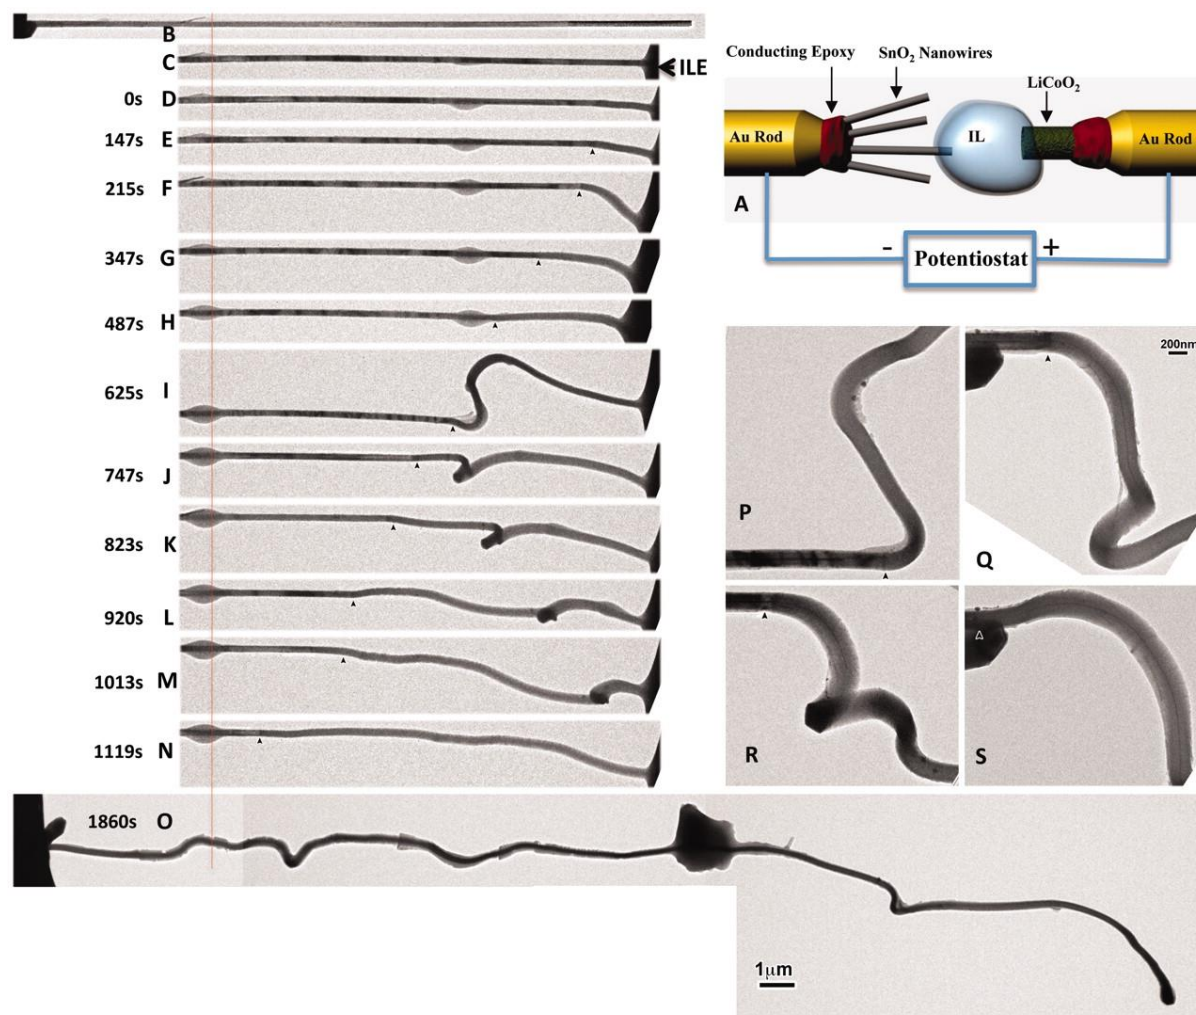 B
C
ILE
0s D
147s E
215s F
347s G
487s H
625s I
747s J
823s K
920s L
1013s M
1119s N
1860s O
1μm
Conducting Epoxy
SnO₂ Nanowires
LiCoO₂
Au Rod
IL
Au Rod
A
- Potentiostat +
P
Q
200nm
R
S